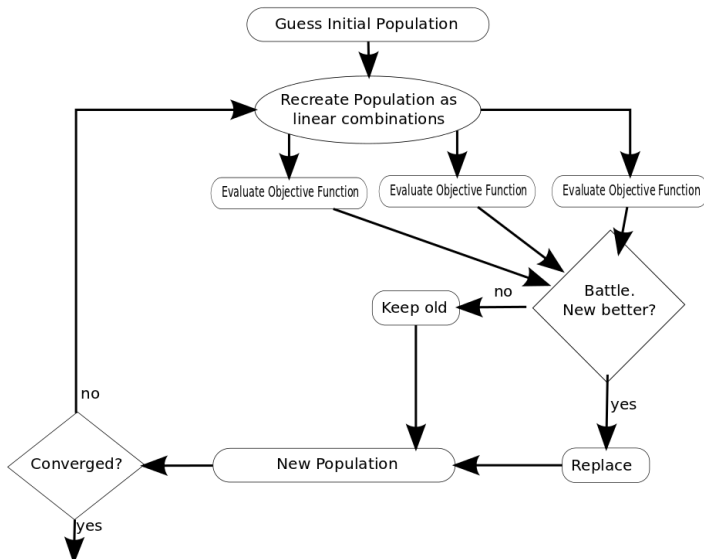 Guess Initial Population
Recreate Population as
linear combinations
Evaluate Objective Function
Evaluate Objective Function
Evaluate Objective Function
Battle.
New better?
no
Keep old
yes
Replace
New Population
Converged?
no
yes